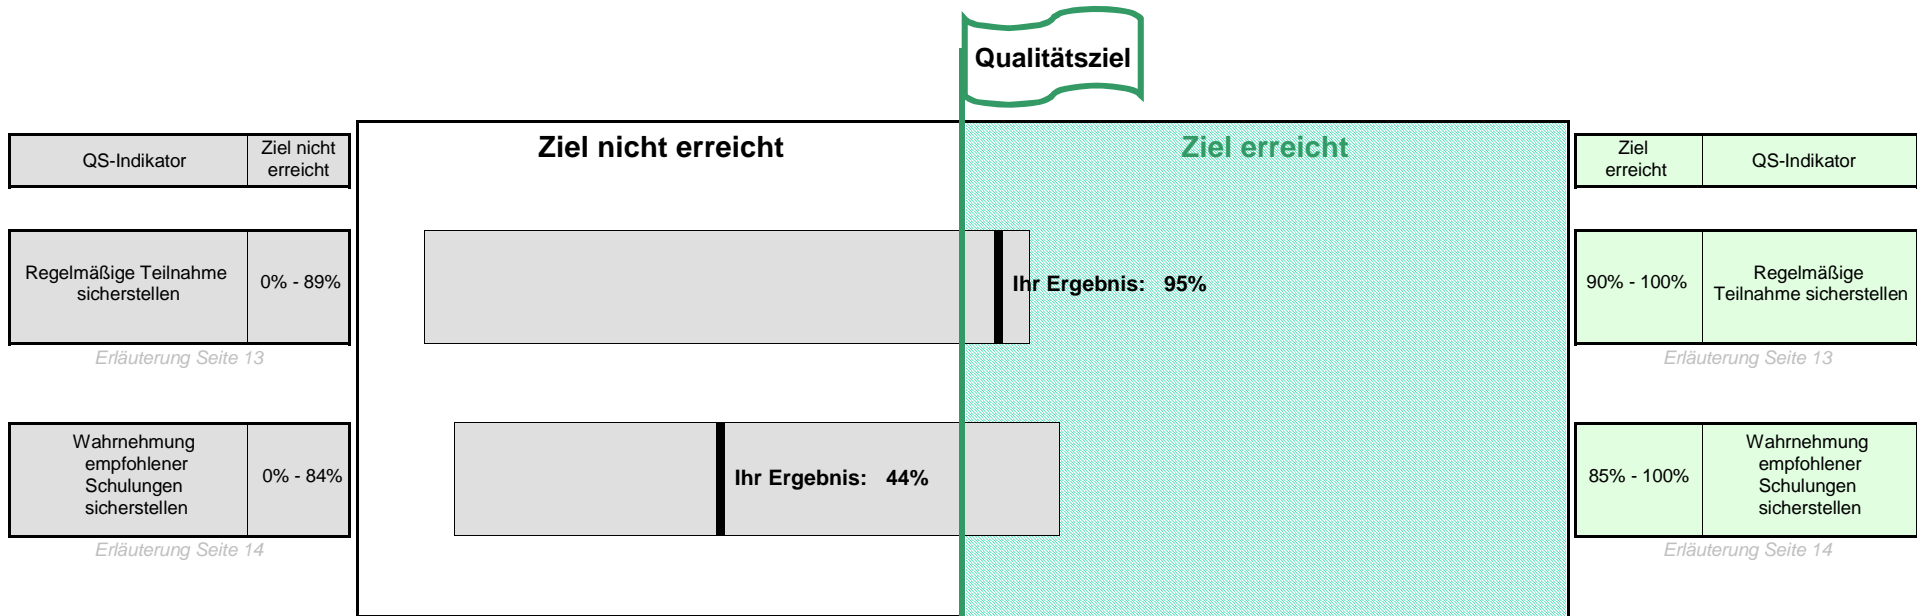 Qualitätsziel
Ziel nicht erreicht
Ziel erreicht
QS-Indikator
Ziel nicht
erreicht
Ziel
erreicht
QS-Indikator
Regelmäßige Teilnahme
sicherstellen
0% - 89%
Ihr Ergebnis: 95%
90% - 100%
Regelmäßige
Teilnahme sicherstellen
Erläuterung Seite 13
Erläuterung Seite 13
Wahrnehmung
empfohlener
Schulungen
sicherstellen
0% - 84%
Ihr Ergebnis: 44%
85% - 100%
Wahrnehmung
empfohlener
Schulungen
sicherstellen
Erläuterung Seite 14
Erläuterung Seite 14